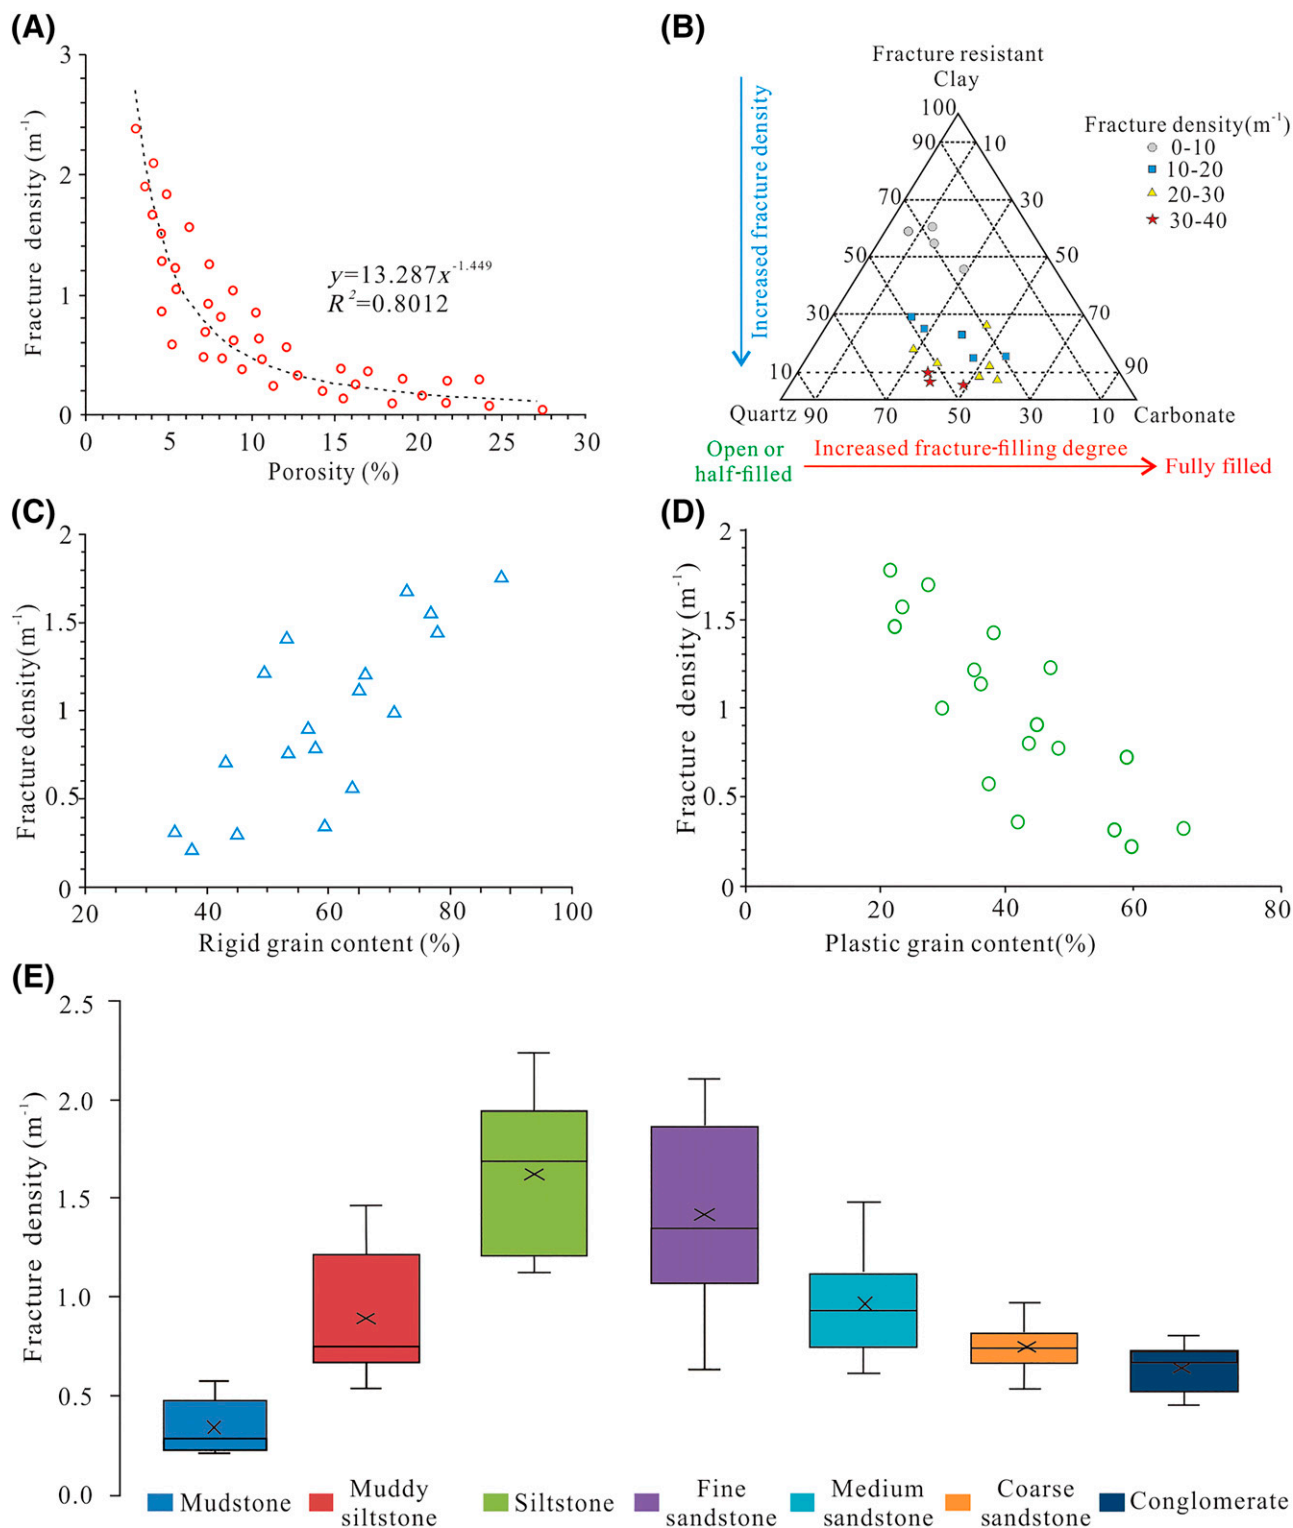 (A)
3
2
1
0
Fracture density (m⁻¹)
y=13.287x⁻¹·⁴⁴⁹
R²=0.8012
0 5 10 15 20 25 30
Porosity (%)
(B)
Fracture resistant
Clay
100
90 10
70 30
50 50
30 70
10 90
Quartz 90 70 50 30 10 Carbonate
Increased fracture density
Fracture density(m⁻¹)
0-10
10-20
20-30
30-40
Open or
half-filled
Increased fracture-filling degree
Fully filled
(C)
2
1.5
1
0.5
0
Fracture density(m⁻¹)
20 40 60 80 100
Rigid grain content (%)
(D)
2
1.5
1
0.5
0
Fracture density (m⁻¹)
0 20 40 60 80
Plastic grain content(%)
(E)
2.5
2.0
1.5
1.0
0.5
0.0
Fracture density (m⁻¹)
Mudstone
Muddy
siltstone
Siltstone
Fine
sandstone
Medium
sandstone
Coarse
sandstone
Conglomerate